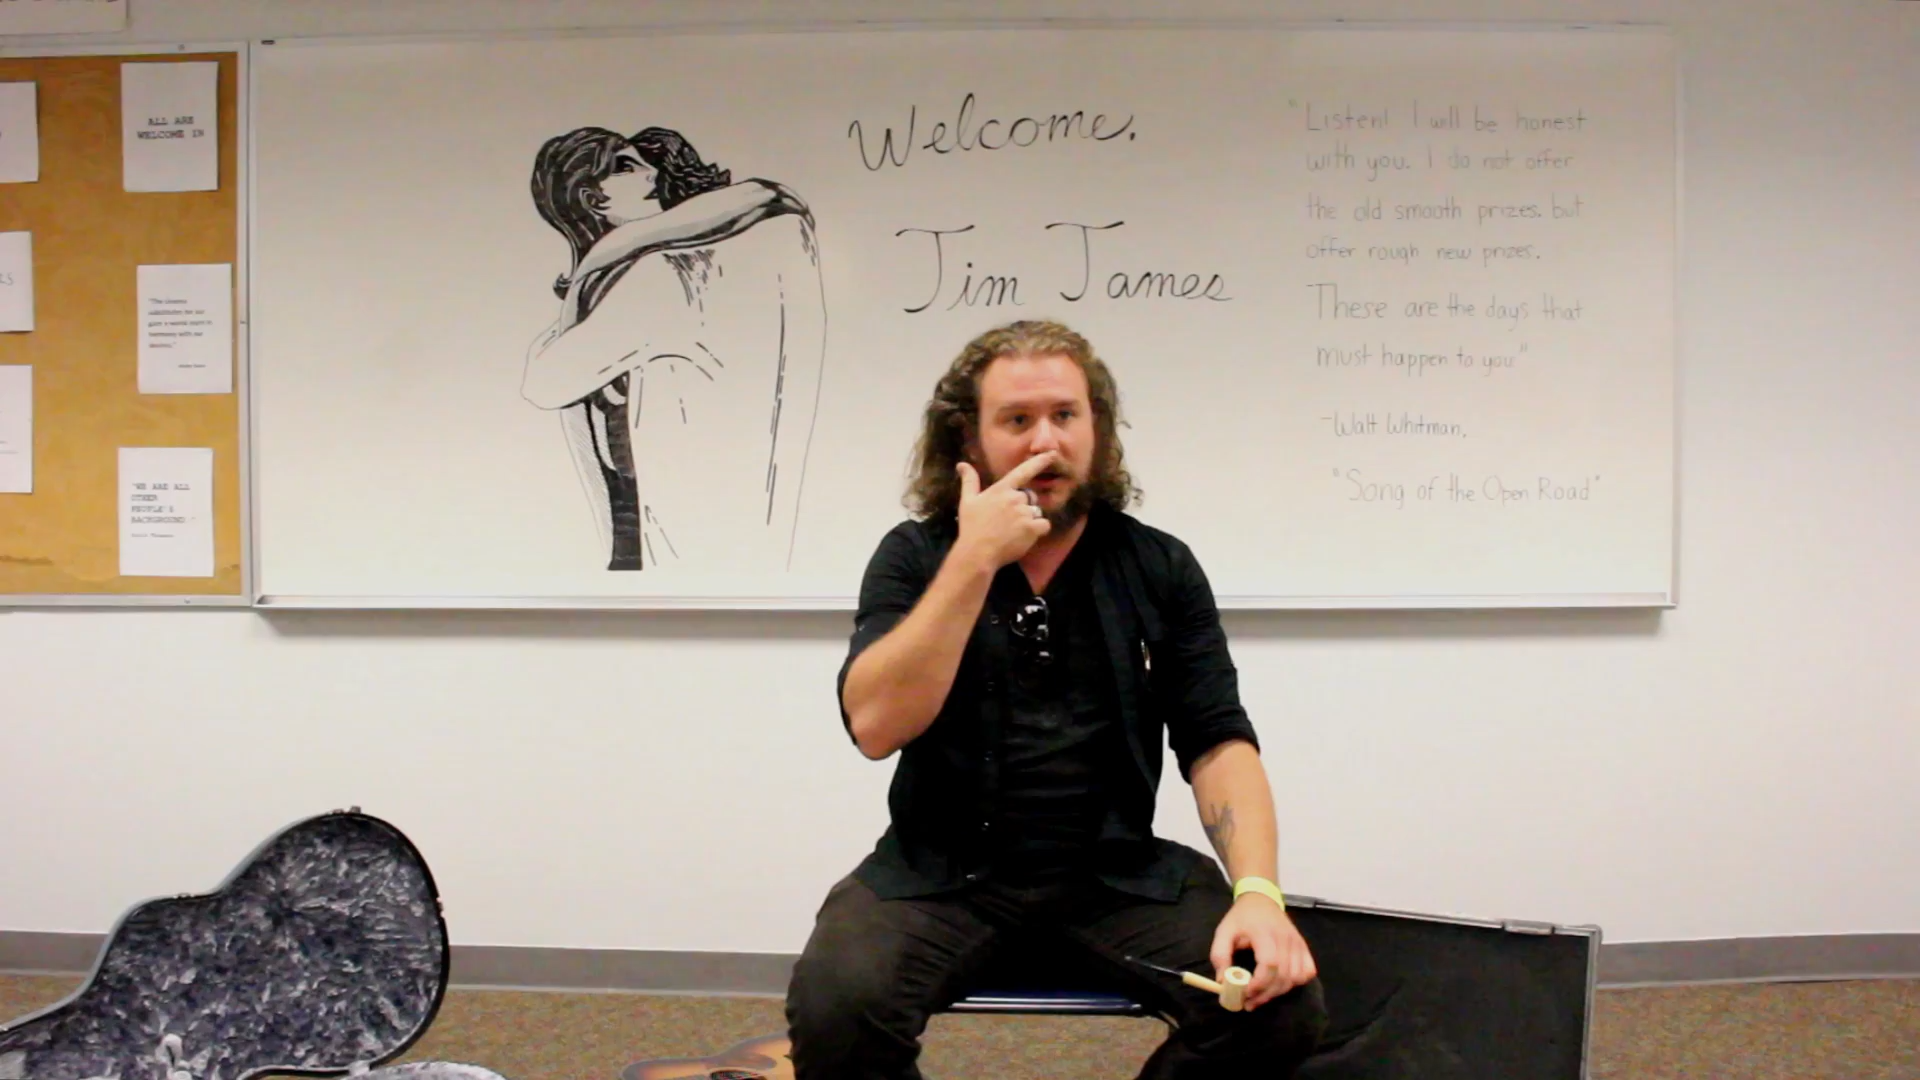 ALL ARE
WELCOME IN
"WE ARE ALL
OTHER
PEOPLE'S
BACKGROUND."
Welcome.
Jim James
"Listen! I will be honest
with you. I do not offer
the old smooth prizes. but
offer rough new prizes.
These are the days that
must happen to you"
-Walt Whitman.
"Song of the Open Road"